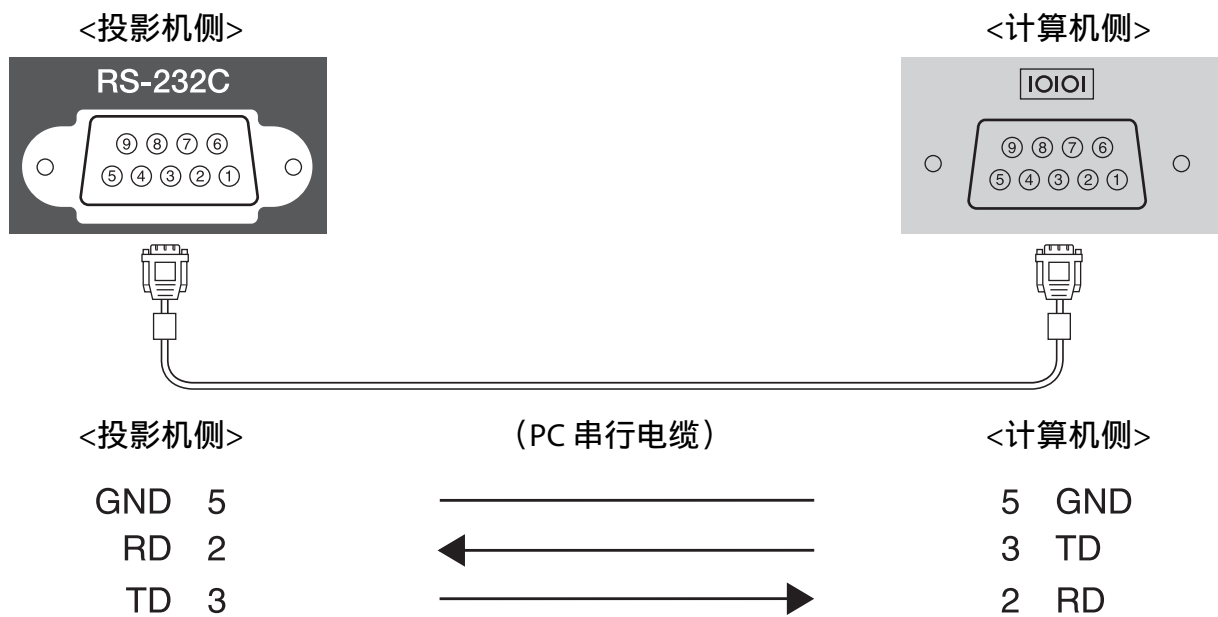 <投影机侧> <计算机侧>
RS-232C IOIOI
⑨ ⑧ ⑦ ⑥ ⑨ ⑧ ⑦ ⑥
⑤ ④ ③ ② ① ⑤ ④ ③ ② ①
<投影机侧> （PC 串行电缆） <计算机侧>
GND 5 5 GND
RD 2 3 TD
TD 3 2 RD